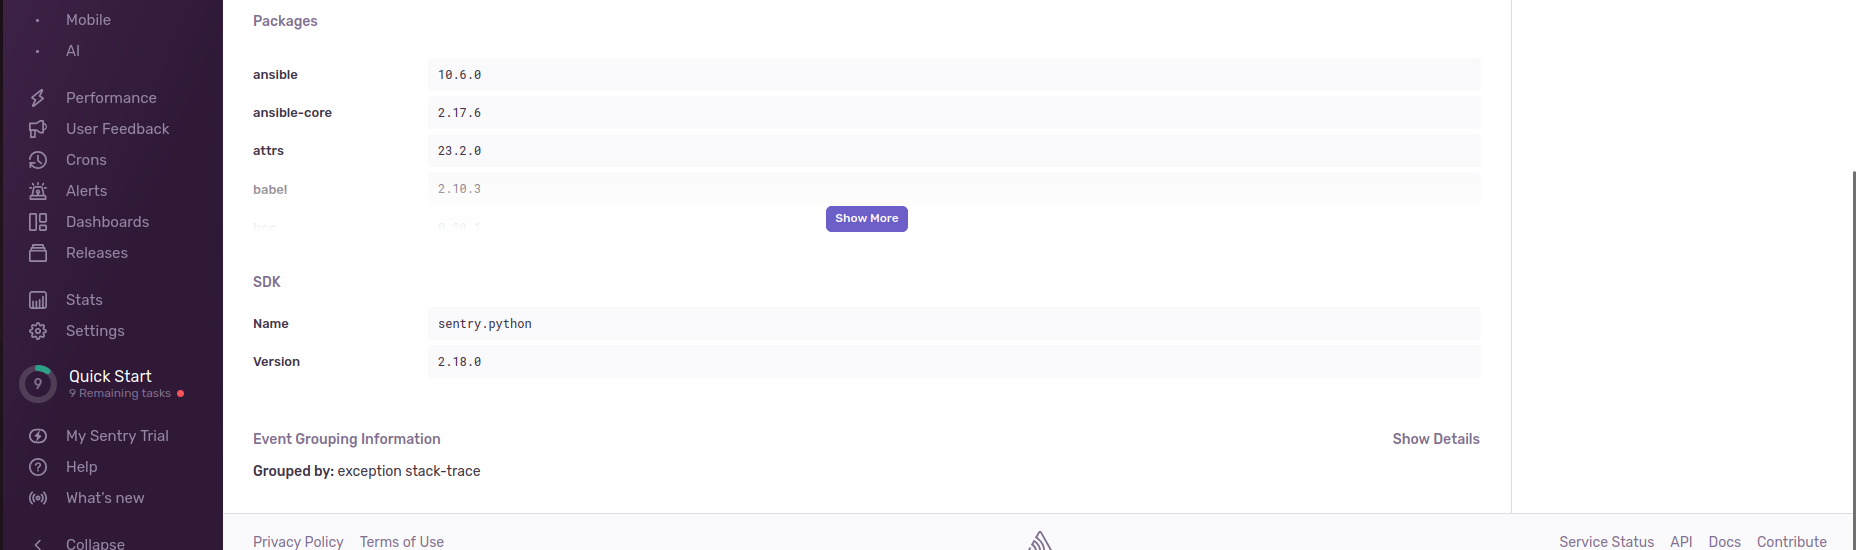 Mobile
AI
Performance
User Feedback
Crons
Alerts
Dashboards
Releases
Stats
Settings
9
Quick Start
9 Remaining tasks
My Sentry Trial
Help
What's new
Collapse
Packages
ansible 10.6.0
ansible-core 2.17.6
attrs 23.2.0
babel 2.10.3
Show More
SDK
Name sentry.python
Version 2.18.0
Event Grouping Information Show Details
Grouped by: exception stack-trace
Privacy Policy Terms of Use Service Status API Docs Contribute